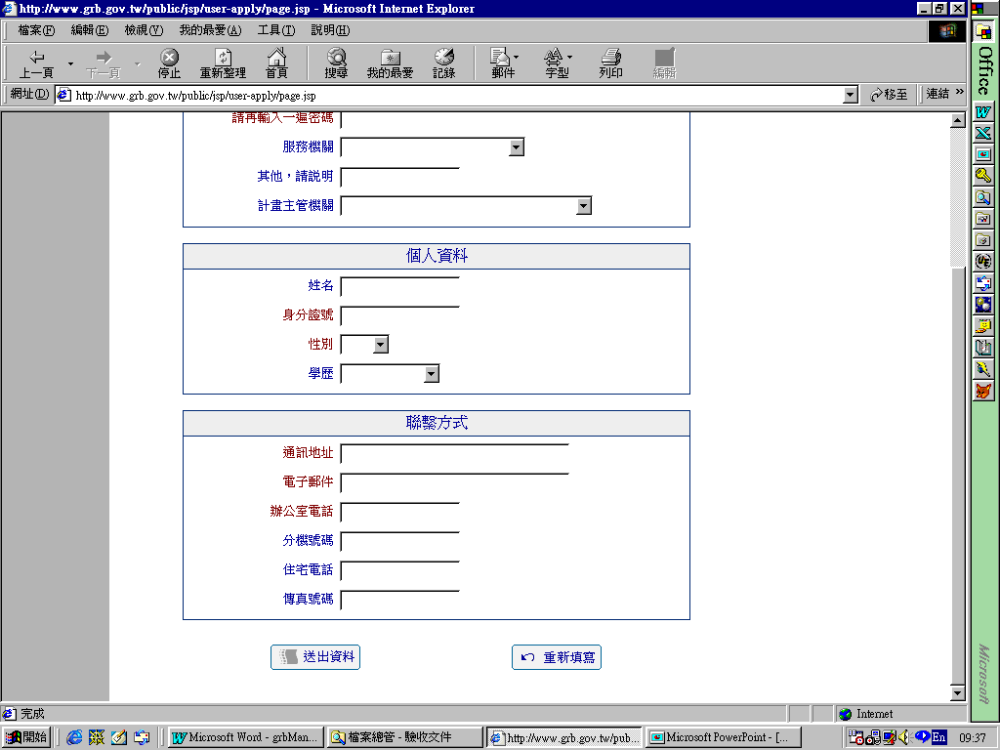 http://www.grb.gov.tw/public/jsp/user-apply/page.jsp - Microsoft Internet Explorer
檔案(F) 編輯(E) 檢視(V) 我的最愛(A) 工具(T) 說明(H)
上一頁 下一頁 停止 重新整理 首頁 搜尋 我的最愛 記錄 郵件 字型 列印 編輯
網址(D) http://www.grb.gov.tw/public/jsp/user-apply/page.jsp 移至 連結 »
Office
請再輸入一遍密碼
服務機關
其他，請說明
計畫主管機關
個人資料
姓名
身分證號
性別
學歷
聯繫方式
通訊地址
電子郵件
辦公室電話
分機號碼
住宅電話
傳真號碼
送出資料 重新填寫
Microsoft
完成 Internet
開始 Microsoft Word - grbMan... 檔案總管 - 驗收文件 http://www.grb.gov.tw/pub... Microsoft PowerPoint - [... En 09:37